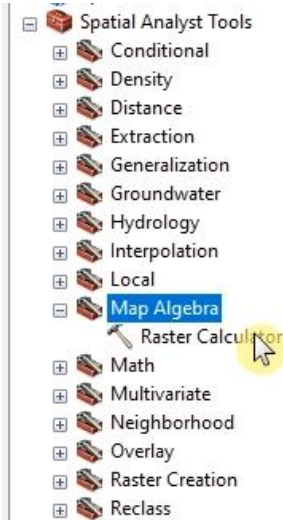 Spatial Analyst Tools
Conditional
Density
Distance
Extraction
Generalization
Groundwater
Hydrology
Interpolation
Local
Map Algebra
Raster Calculator
Math
Multivariate
Neighborhood
Overlay
Raster Creation
Reclass